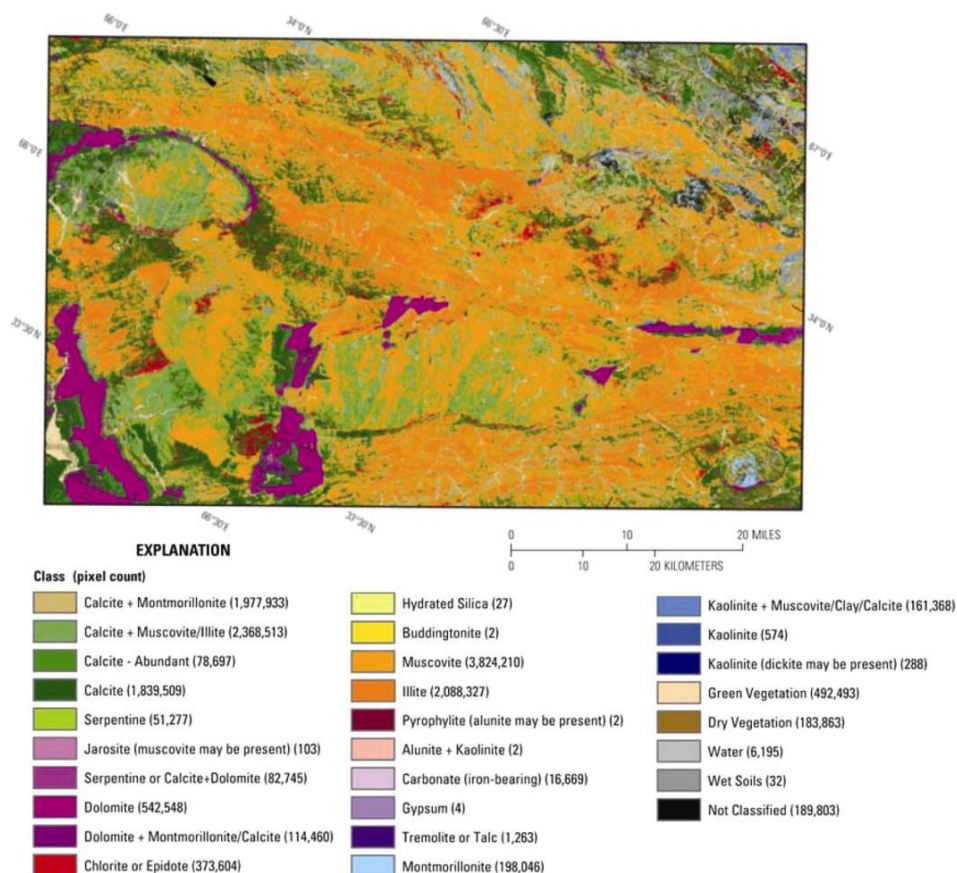 66°0'E
34°0'N
66°30'E
66°0'E
67°0'E
33°30'N
34°0'N
66°30'E
33°30'N
0 10 20 MILES
0 10 20 KILOMETERS
EXPLANATION
Class (pixel count)
Calcite + Montmorillonite (1,977,933)
Calcite + Muscovite/Illite (2,368,513)
Calcite - Abundant (78,697)
Calcite (1,839,509)
Serpentine (51,277)
Jarosite (muscovite may be present) (103)
Serpentine or Calcite+Dolomite (82,745)
Dolomite (542,548)
Dolomite + Montmorillonite/Calcite (114,460)
Chlorite or Epidote (373,604)
Hydrated Silica (27)
Buddingtonite (2)
Muscovite (3,824,210)
Illite (2,088,327)
Pyrophylite (alunite may be present) (2)
Alunite + Kaolinite (2)
Carbonate (iron-bearing) (16,669)
Gypsum (4)
Tremolite or Talc (1,263)
Montmorillonite (198,046)
Kaolinite + Muscovite/Clay/Calcite (161,368)
Kaolinite (574)
Kaolinite (dickite may be present) (288)
Green Vegetation (492,493)
Dry Vegetation (183,863)
Water (6,195)
Wet Soils (32)
Not Classified (189,803)